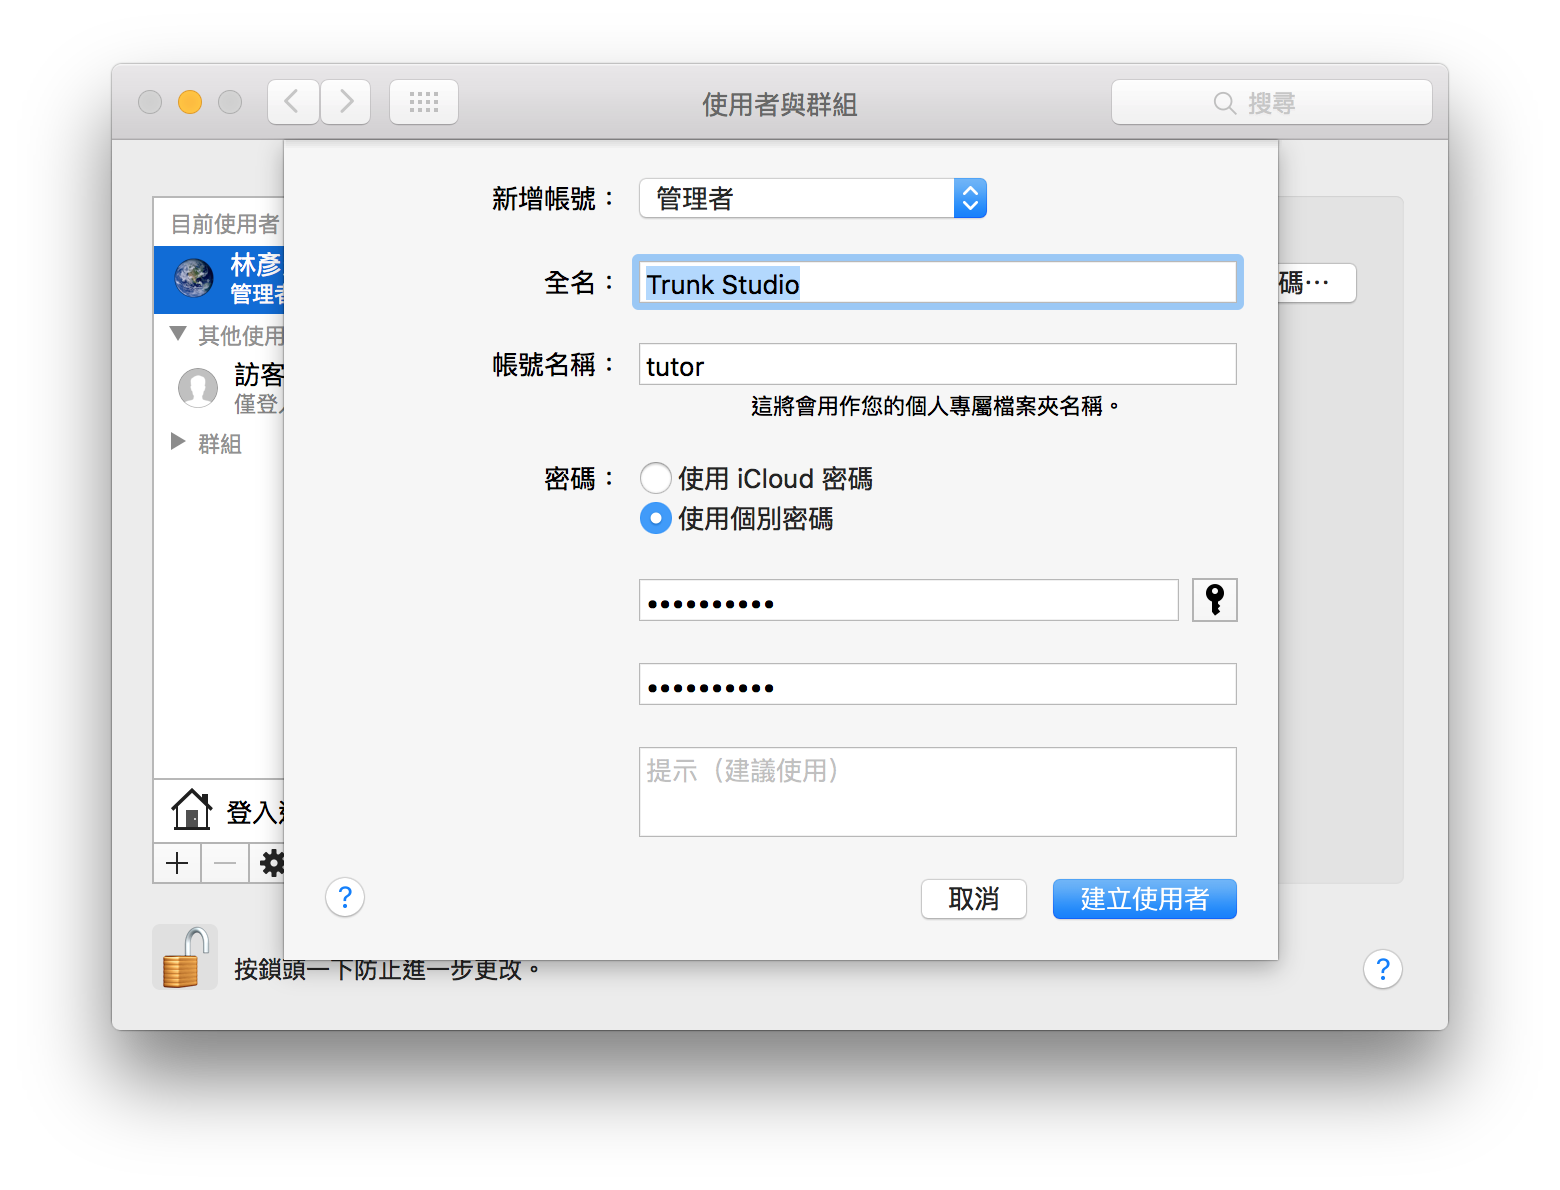 使用者與群組
搜尋
目前使用者
林彥
管理者
其他使用
訪客
僅登入
群組
登入
按鎖頭一下防止進一步更改。
碼…
新增帳號：
管理者
全名：
Trunk Studio
帳號名稱：
tutor
這將會用作您的個人專屬檔案夾名稱。
密碼：
使用 iCloud 密碼
使用個別密碼
••••••••••
••••••••••
提示（建議使用）
?
取消
建立使用者
?